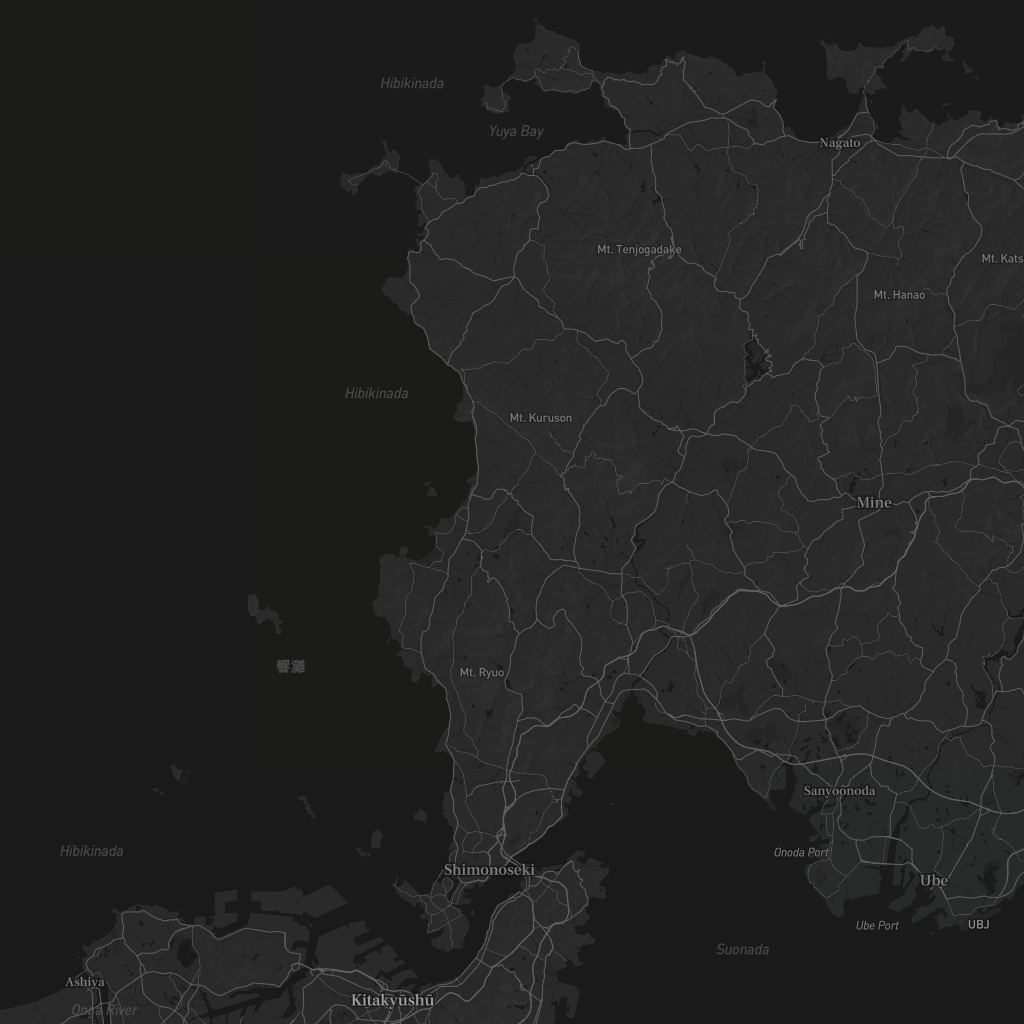 Hibikinada
Yuya Bay
Nagato
Mt. Tenjogadake
Mt. Kats
Mt. Hanao
Hibikinada
Mt. Kuruson
Mine
響灘
Mt. Ryuo
Sanyoonoda
Hibikinada
Onoda Port
Shimonoseki
Ube
Ube Port
UBJ
Suonada
Ashiya
Kitakyūshū
Onga River